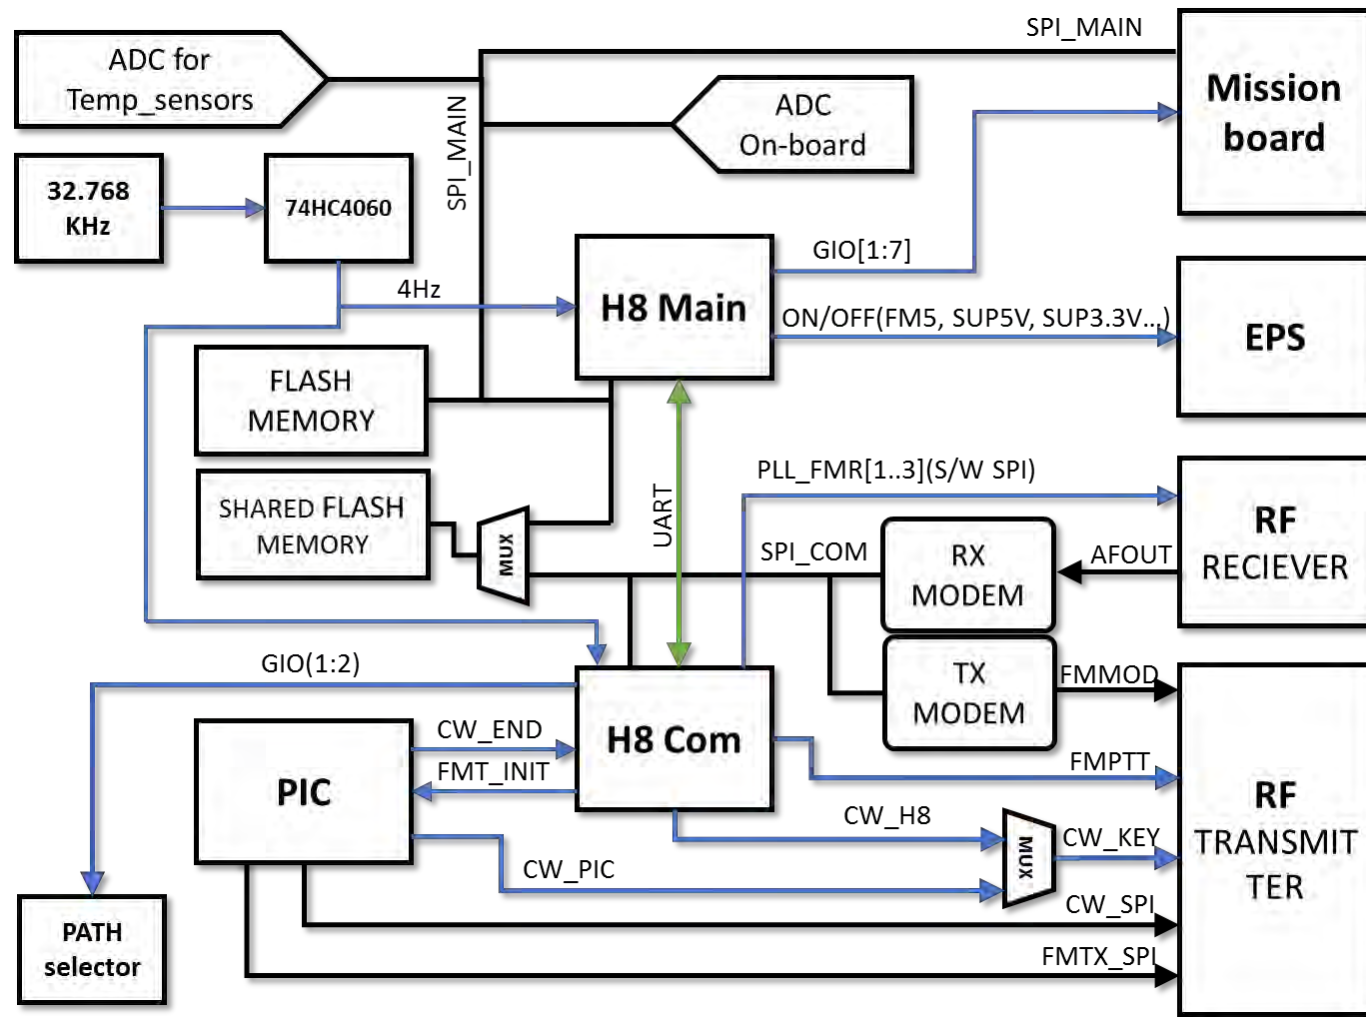 SPI_MAIN
ADC for
Temp_sensors
Mission
board
ADC
On-board
SPI_MAIN
32.768
KHz
74HC4060
GIO[1:7]
4Hz
H8 Main
ON/OFF(FM5, SUP5V, SUP3.3V...)
EPS
FLASH
MEMORY
PLL_FMR[1..3](S/W SPI)
SHARED FLASH
MEMORY
MUX
UART
SPI_COM
RX
MODEM
AFOUT
RF
RECIEVER
GIO(1:2)
TX
MODEM
FMMOD
CW_END
H8 Com
FMT_INIT
PIC
FMPTT
RF
TRANSMIT
TER
CW_H8
MUX
CW_KEY
CW_PIC
CW_SPI
PATH
selector
FMTX_SPI